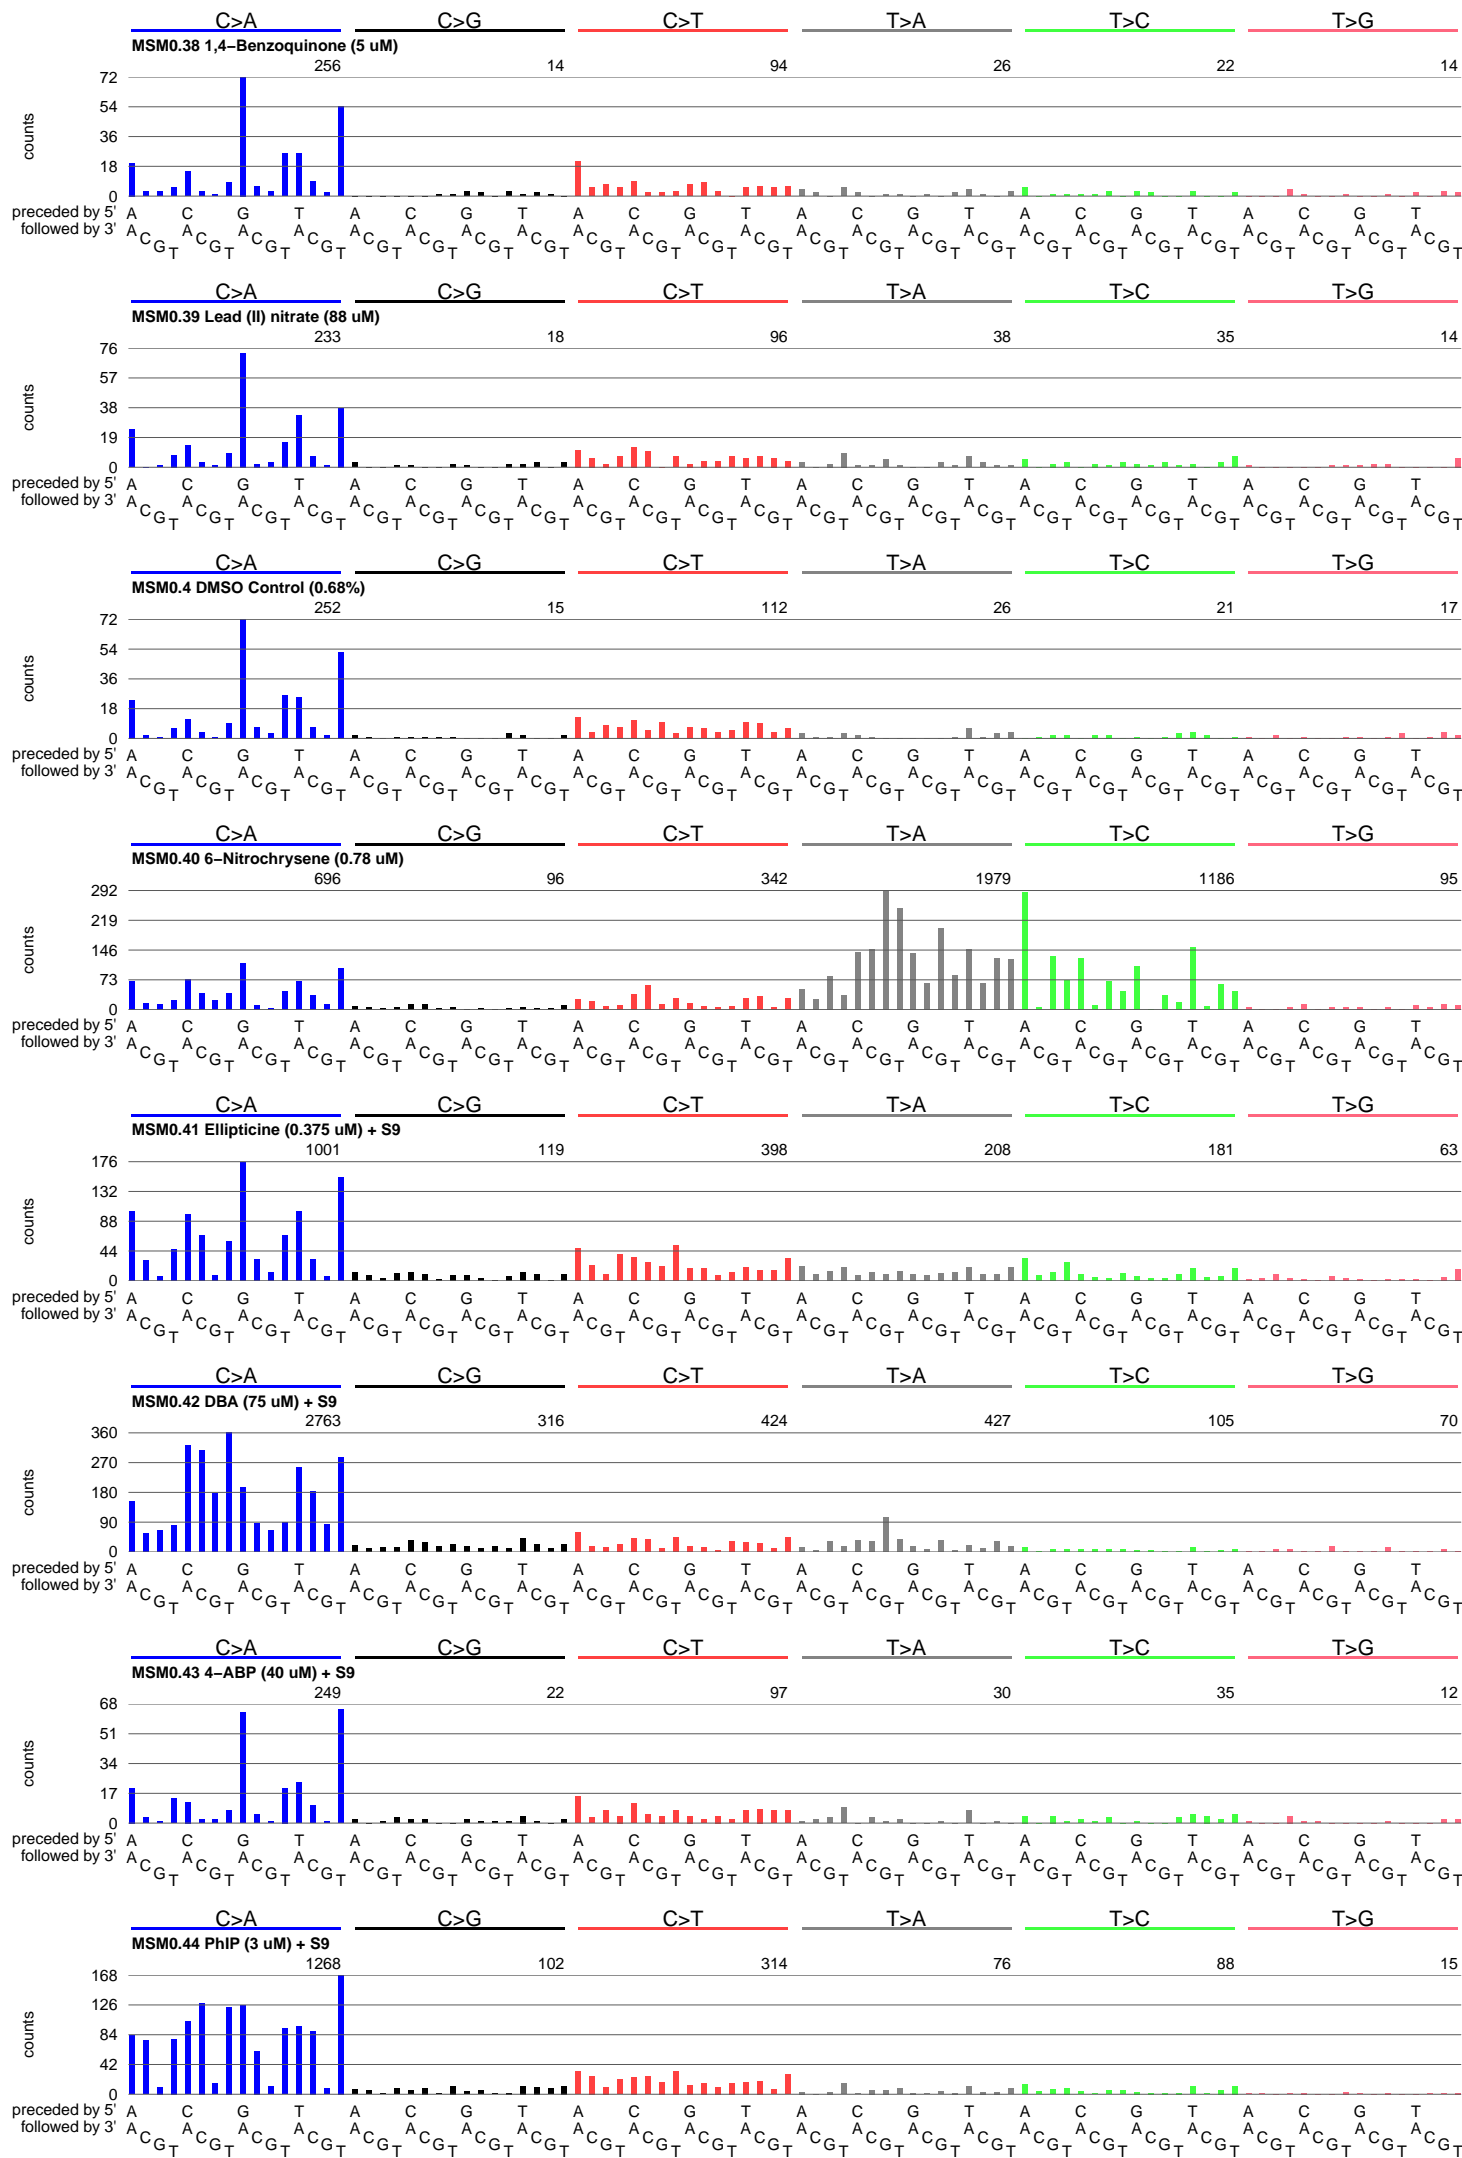 C>A C>G C>T T>A T>C T>G
MSM0.38 1,4−Benzoquinone (5 uM)
256 14 94 26 22 14
72
54
36
18
0
counts
preceded by 5' A C G T A C G T A C G T A C G T A C G T A C G T
followed by 3' A C G T A C G T A C G T A C G T A C G T A C G T A C G T A C G T A C G T A C G T A C G T A C G T A C G T A C G T A C G T A C G T A C G T A C G T A C G T A C G T A C G T A C G T A C G T A C G T
C>A C>G C>T T>A T>C T>G
MSM0.39 Lead (II) nitrate (88 uM)
233 18 96 38 35 14
76
57
38
19
0
counts
preceded by 5' A C G T A C G T A C G T A C G T A C G T A C G T
followed by 3' A C G T A C G T A C G T A C G T A C G T A C G T A C G T A C G T A C G T A C G T A C G T A C G T A C G T A C G T A C G T A C G T A C G T A C G T A C G T A C G T A C G T A C G T A C G T A C G T
C>A C>G C>T T>A T>C T>G
MSM0.4 DMSO Control (0.68%)
252 15 112 26 21 17
72
54
36
18
0
counts
preceded by 5' A C G T A C G T A C G T A C G T A C G T A C G T
followed by 3' A C G T A C G T A C G T A C G T A C G T A C G T A C G T A C G T A C G T A C G T A C G T A C G T A C G T A C G T A C G T A C G T A C G T A C G T A C G T A C G T A C G T A C G T A C G T A C G T
C>A C>G C>T T>A T>C T>G
MSM0.40 6−Nitrochrysene (0.78 uM)
696 96 342 1979 1186 95
292
219
146
73
0
counts
preceded by 5' A C G T A C G T A C G T A C G T A C G T A C G T
followed by 3' A C G T A C G T A C G T A C G T A C G T A C G T A C G T A C G T A C G T A C G T A C G T A C G T A C G T A C G T A C G T A C G T A C G T A C G T A C G T A C G T A C G T A C G T A C G T A C G T
C>A C>G C>T T>A T>C T>G
MSM0.41 Ellipticine (0.375 uM) + S9
1001 119 398 208 181 63
176
132
88
44
0
counts
preceded by 5' A C G T A C G T A C G T A C G T A C G T A C G T
followed by 3' A C G T A C G T A C G T A C G T A C G T A C G T A C G T A C G T A C G T A C G T A C G T A C G T A C G T A C G T A C G T A C G T A C G T A C G T A C G T A C G T A C G T A C G T A C G T A C G T
C>A C>G C>T T>A T>C T>G
MSM0.42 DBA (75 uM) + S9
2763 316 424 427 105 70
360
270
180
90
0
counts
preceded by 5' A C G T A C G T A C G T A C G T A C G T A C G T
followed by 3' A C G T A C G T A C G T A C G T A C G T A C G T A C G T A C G T A C G T A C G T A C G T A C G T A C G T A C G T A C G T A C G T A C G T A C G T A C G T A C G T A C G T A C G T A C G T A C G T
C>A C>G C>T T>A T>C T>G
MSM0.43 4−ABP (40 uM) + S9
249 22 97 30 35 12
68
51
34
17
0
counts
preceded by 5' A C G T A C G T A C G T A C G T A C G T A C G T
followed by 3' A C G T A C G T A C G T A C G T A C G T A C G T A C G T A C G T A C G T A C G T A C G T A C G T A C G T A C G T A C G T A C G T A C G T A C G T A C G T A C G T A C G T A C G T A C G T A C G T
C>A C>G C>T T>A T>C T>G
MSM0.44 PhIP (3 uM) + S9
1268 102 314 76 88 15
168
126
84
42
0
counts
preceded by 5' A C G T A C G T A C G T A C G T A C G T A C G T
followed by 3' A C G T A C G T A C G T A C G T A C G T A C G T A C G T A C G T A C G T A C G T A C G T A C G T A C G T A C G T A C G T A C G T A C G T A C G T A C G T A C G T A C G T A C G T A C G T A C G T